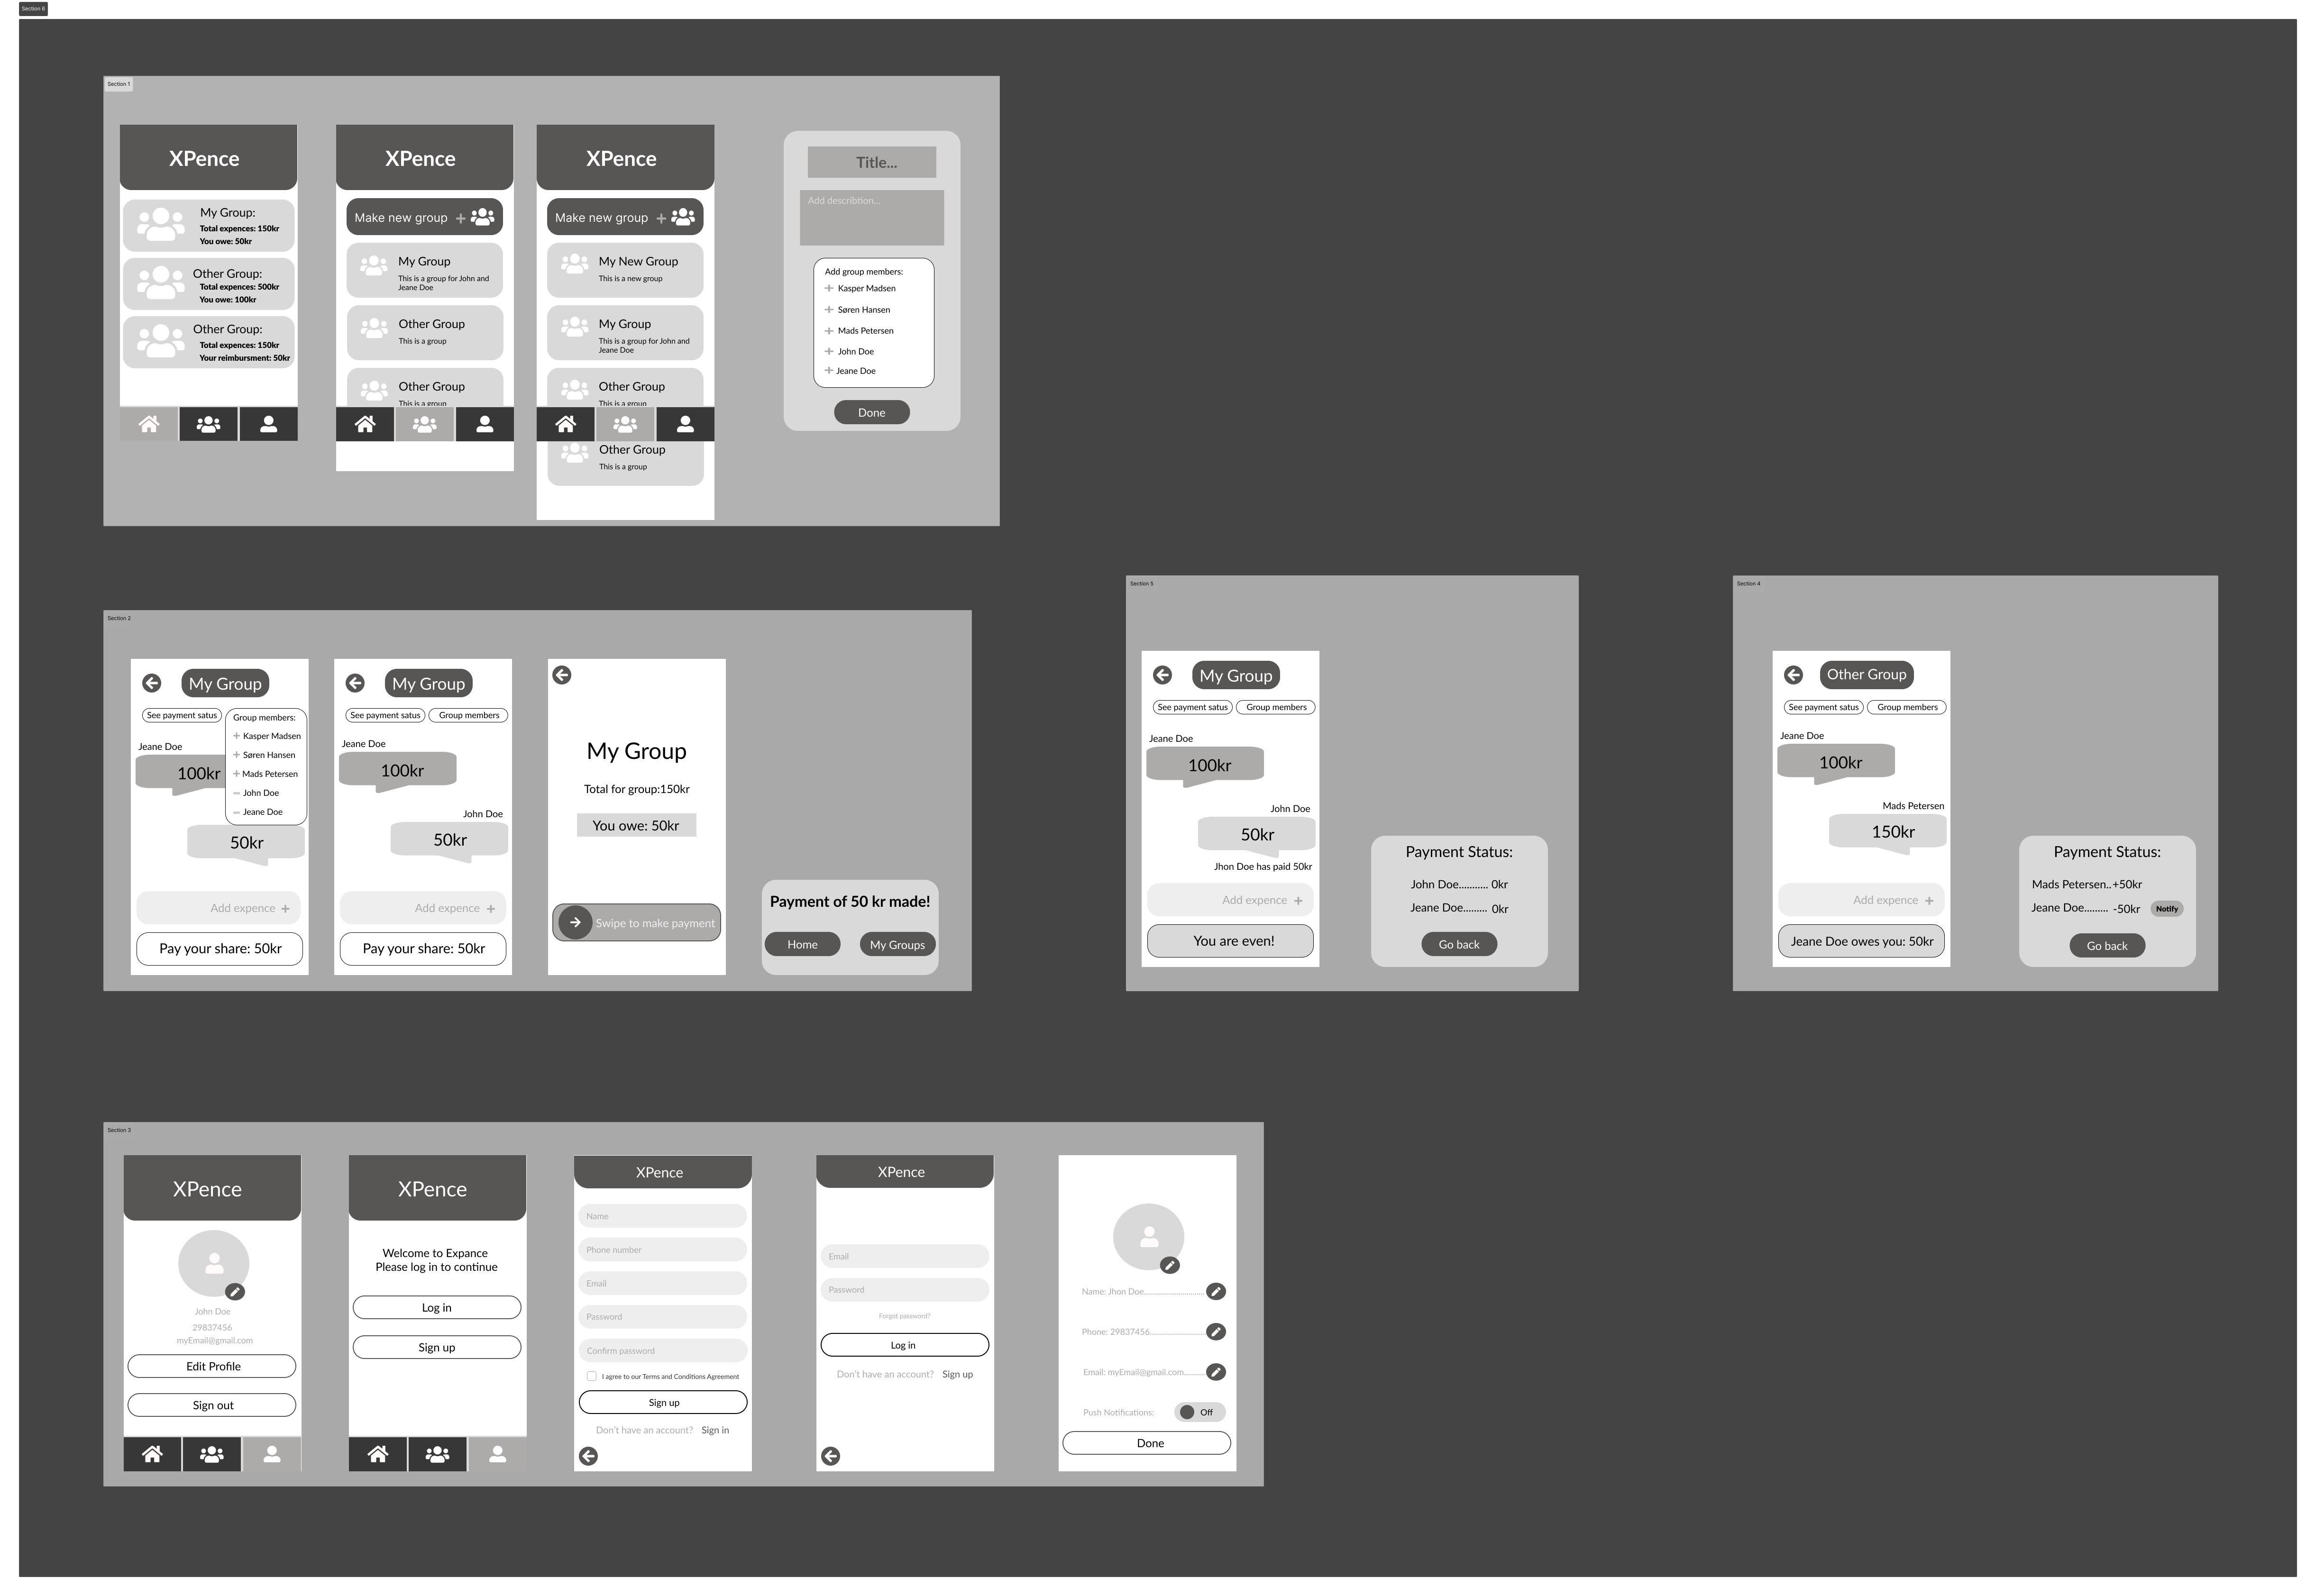 Section 6
Section 1
XPence
My Group:
Total expences: 150kr
You owe: 50kr
Other Group:
Total expences: 500kr
You owe: 100kr
Other Group:
Total expences: 150kr
Your reimbursment: 50kr
XPence
Make new group
My Group
This is a group for John and
Jeane Doe
Other Group
This is a group
Other Group
This is a group
XPence
Make new group
My New Group
This is a new group
My Group
This is a group for John and
Jeane Doe
Other Group
This is a group
Other Group
This is a group
Title...
Add describtion...
Add group members:
Kasper Madsen
Søren Hansen
Mads Petersen
John Doe
Jeane Doe
Done
Section 2
My Group
See payment satus
Group members:
Kasper Madsen
Søren Hansen
Mads Petersen
John Doe
Jeane Doe
Jeane Doe
100kr
50kr
Add expence +
Pay your share: 50kr
My Group
See payment satus
Group members
Jeane Doe
100kr
John Doe
50kr
Add expence +
Pay your share: 50kr
My Group
Total for group:150kr
You owe: 50kr
Swipe to make payment
Payment of 50 kr made!
Home
My Groups
Section 5
My Group
See payment satus
Group members
Jeane Doe
100kr
John Doe
50kr
Jhon Doe has paid 50kr
Add expence +
You are even!
Payment Status:
John Doe........... 0kr
Jeane Doe......... 0kr
Go back
Section 4
Other Group
See payment satus
Group members
Jeane Doe
100kr
Mads Petersen
150kr
Add expence +
Jeane Doe owes you: 50kr
Payment Status:
Mads Petersen..+50kr
Jeane Doe......... -50kr
Notify
Go back
Section 3
XPence
John Doe
29837456
myEmail@gmail.com
Edit Profile
Sign out
XPence
Welcome to Expance
Please log in to continue
Log in
Sign up
XPence
Name
Phone number
Email
Password
Confirm password
I agree to our Terms and Conditions Agreement
Sign up
Don't have an account? Sign in
XPence
Email
Password
Forgot password?
Log in
Don't have an account? Sign up
Name: Jhon Doe............................
Phone: 29837456.........................
Email: myEmail@gmail.com.........
Push Notifications:
Off
Done